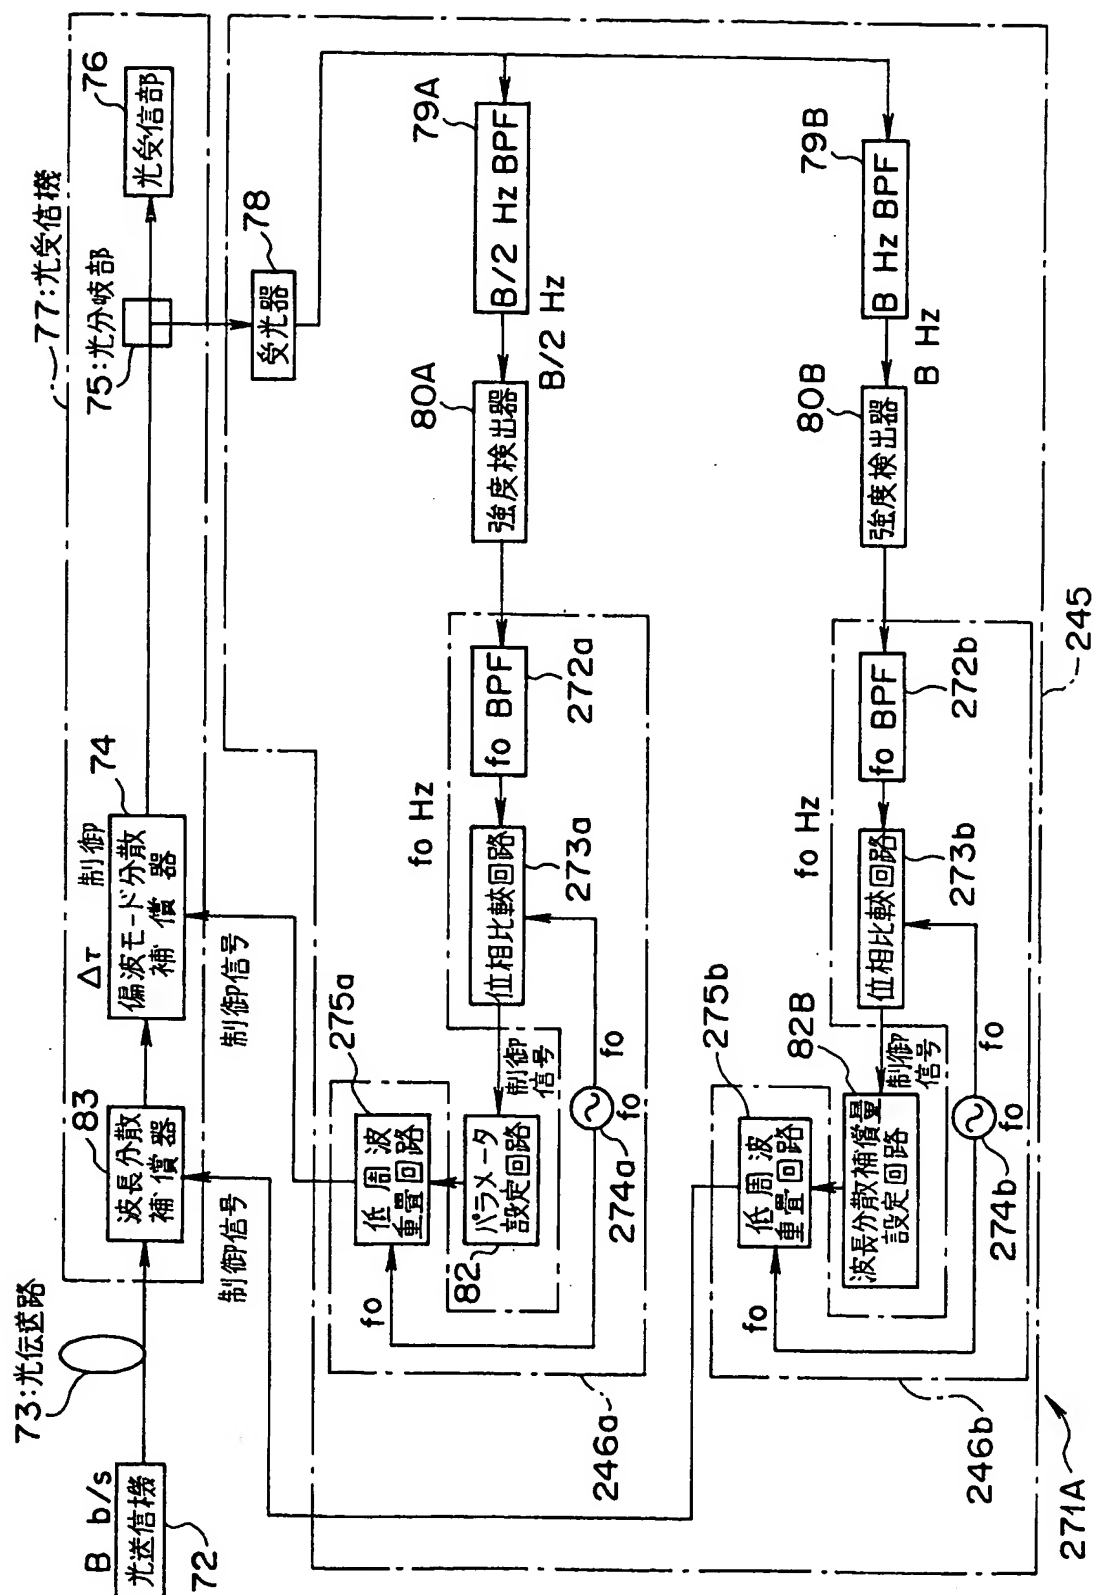 B b/s
光送信機
72
73:光伝送路
83
波長分散
補償器
制御信号
Δτ
制御
74
偏波モード分散
補償器
制御信号
77:光受信機
75:光分岐部
76
光受信部
78
受光器
79A
B/2 Hz BPF
B/2 Hz
80A
強度検出器
fo BPF
272a
fo Hz
位相比較回路
273a
制御
信号
275a
低周波
重畳回路
パラメータ
設定回路
82
fo
fo
fo
274a
246a
79B
B Hz BPF
B Hz
80B
強度検出器
fo BPF
272b
fo Hz
位相比較回路
273b
制御
信号
82B
275b
低周波
重畳回路
波長分散補償量
設定回路
fo
fo
fo
274b
246b
245
271A